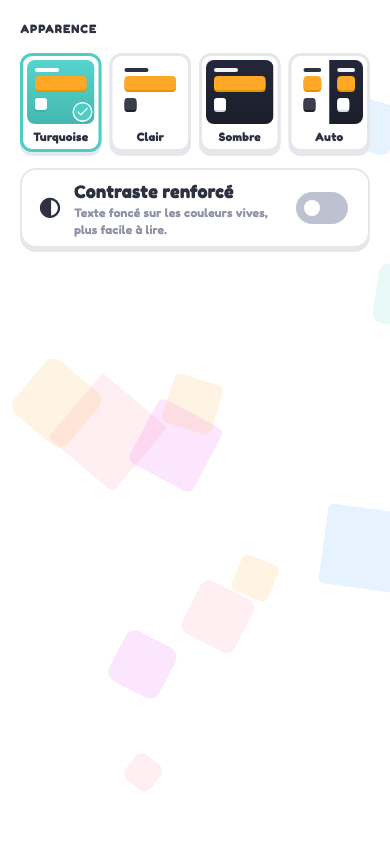 APPARENCE
Turquoise
Clair
Sombre
Auto
Contraste renforcé
Texte foncé sur les couleurs vives,
plus facile à lire.